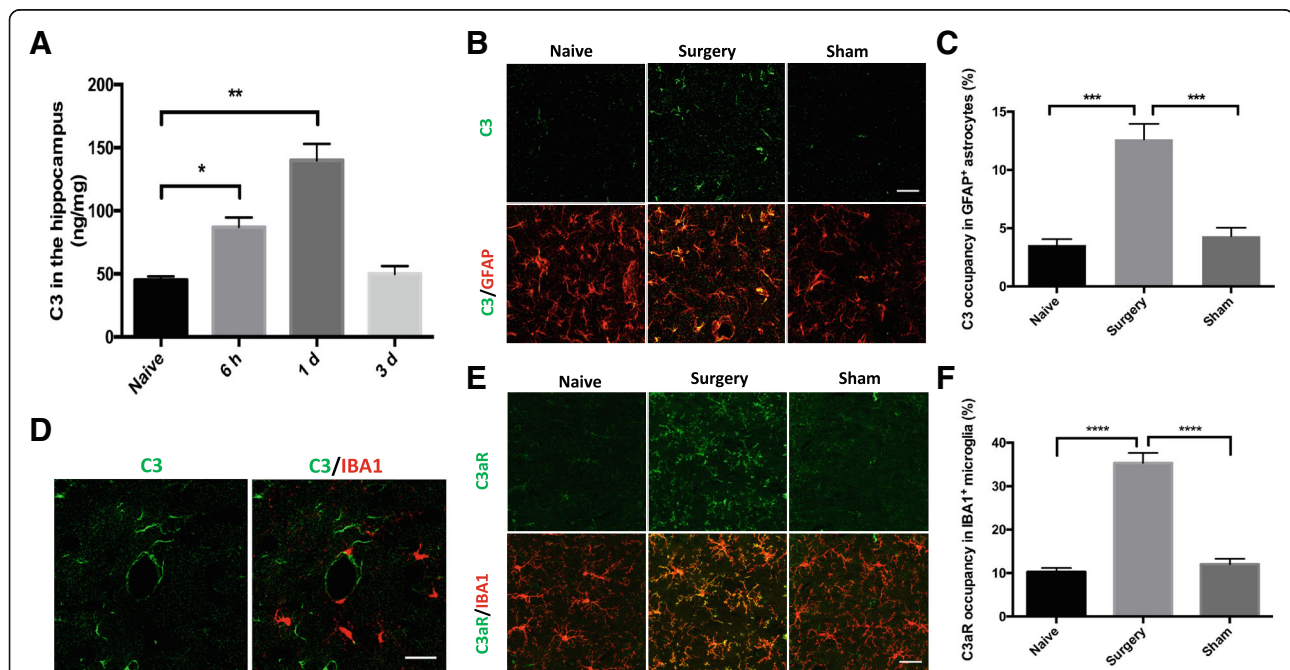 A
C3 in the hippocampus
(ng/mg)
200
150
100
50
0
**
*
Naive
6 h
1 d
3 d
B
Naive
Surgery
Sham
C3
C3/GFAP
C
C3 occupancy in GFAP+ astrocytes (%)
15
10
5
0
***
***
Naive
Surgery
Sham
D
C3
C3/IBA1
E
Naive
Surgery
Sham
C3aR
C3aR/IBA1
F
C3aR occupancy in IBA1+ microglia (%)
40
30
20
10
0
****
****
Naive
Surgery
Sham